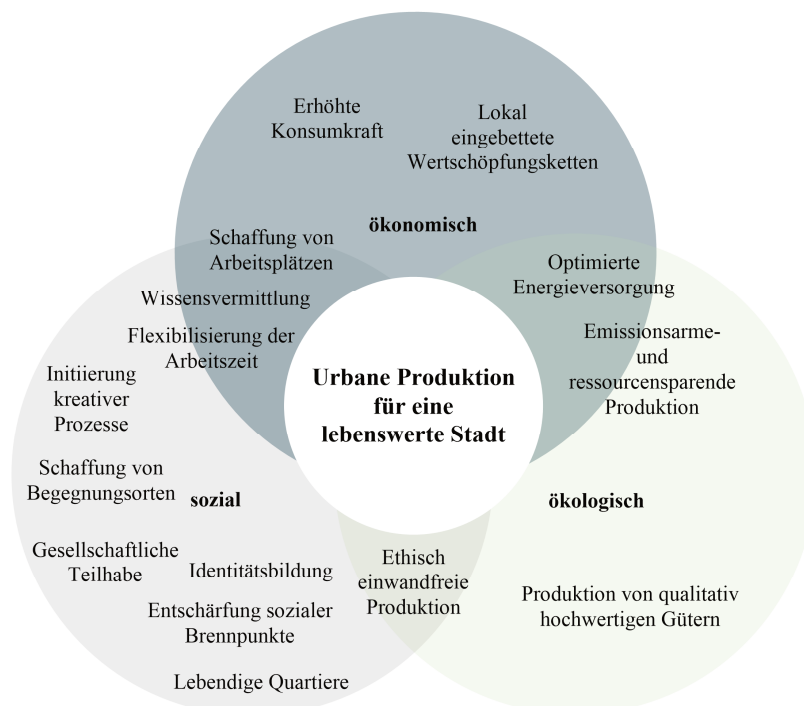 Erhöhte
Konsumkraft
Lokal
eingebettete
Wertschöpfungsketten
ökonomisch
Schaffung von
Arbeitsplätzen
Wissensvermittlung
Flexibilisierung der
Arbeitszeit
Optimierte
Energieversorgung
Emissionsarme-
und
ressourcensparende
Produktion
Urbane Produktion
für eine
lebenswerte Stadt
Initiierung
kreativer
Prozesse
Schaffung von
Begegnungsorten
sozial
Gesellschaftliche
Teilhabe
Identitätsbildung
Entschärfung sozialer
Brennpunkte
Lebendige Quartiere
Ethisch
einwandfreie
Produktion
ökologisch
Produktion von qualitativ
hochwertigen Gütern